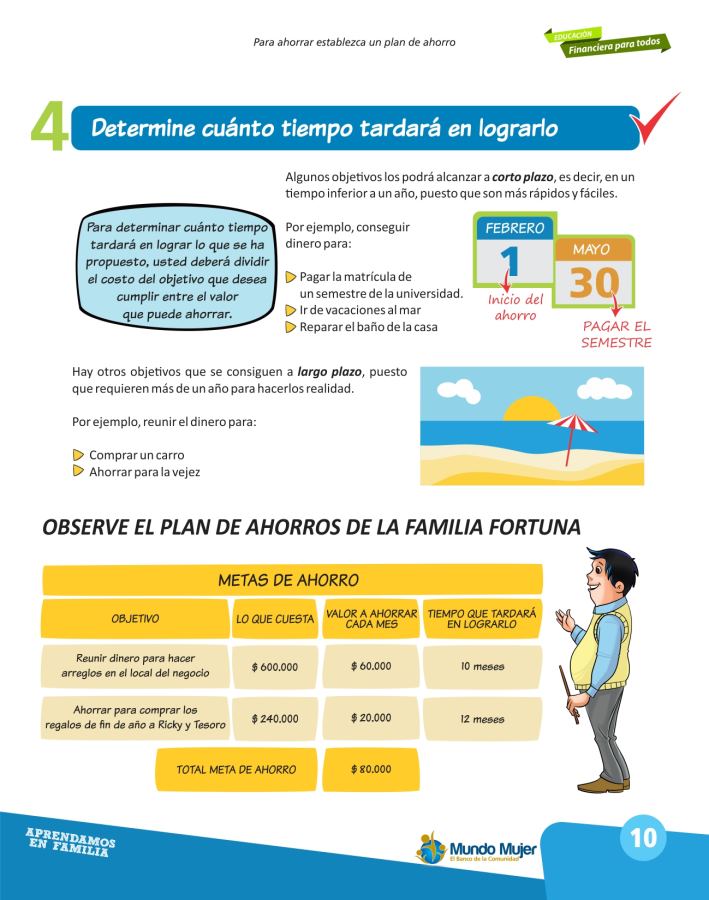 Para ahorrar establezca un plan de ahorro
EDUCACIÓN
Financiera para todos
4
Determine cuánto tiempo tardará en lograrlo
Algunos objetivos los podrá alcanzar a corto plazo, es decir, en un
tiempo inferior a un año, puesto que son más rápidos y fáciles.
Para determinar cuánto tiempo
tardará en lograr lo que se ha
propuesto, usted deberá dividir
el costo del objetivo que desea
cumplir entre el valor
que puede ahorrar.
Por ejemplo, conseguir
dinero para:
Pagar la matrícula de
un semestre de la universidad.
Ir de vacaciones al mar
Reparar el baño de la casa
FEBRERO
1
Inicio del
ahorro
MAYO
30
PAGAR EL
SEMESTRE
Hay otros objetivos que se consiguen a largo plazo, puesto
que requieren más de un año para hacerlos realidad.
Por ejemplo, reunir el dinero para:
Comprar un carro
Ahorrar para la vejez
OBSERVE EL PLAN DE AHORROS DE LA FAMILIA FORTUNA
METAS DE AHORRO
OBJETIVO
LO QUE CUESTA
VALOR A AHORRAR
CADA MES
TIEMPO QUE TARDARÁ
EN LOGRARLO
Reunir dinero para hacer
arreglos en el local del negocio
$ 600.000
$ 60.000
10 meses
Ahorrar para comprar los
regalos de fin de año a Ricky y Tesoro
$ 240.000
$ 20.000
12 meses
TOTAL META DE AHORRO
$ 80.000
APRENDAMOS
EN FAMILIA
Mundo Mujer
El Banco de la Comunidad
10